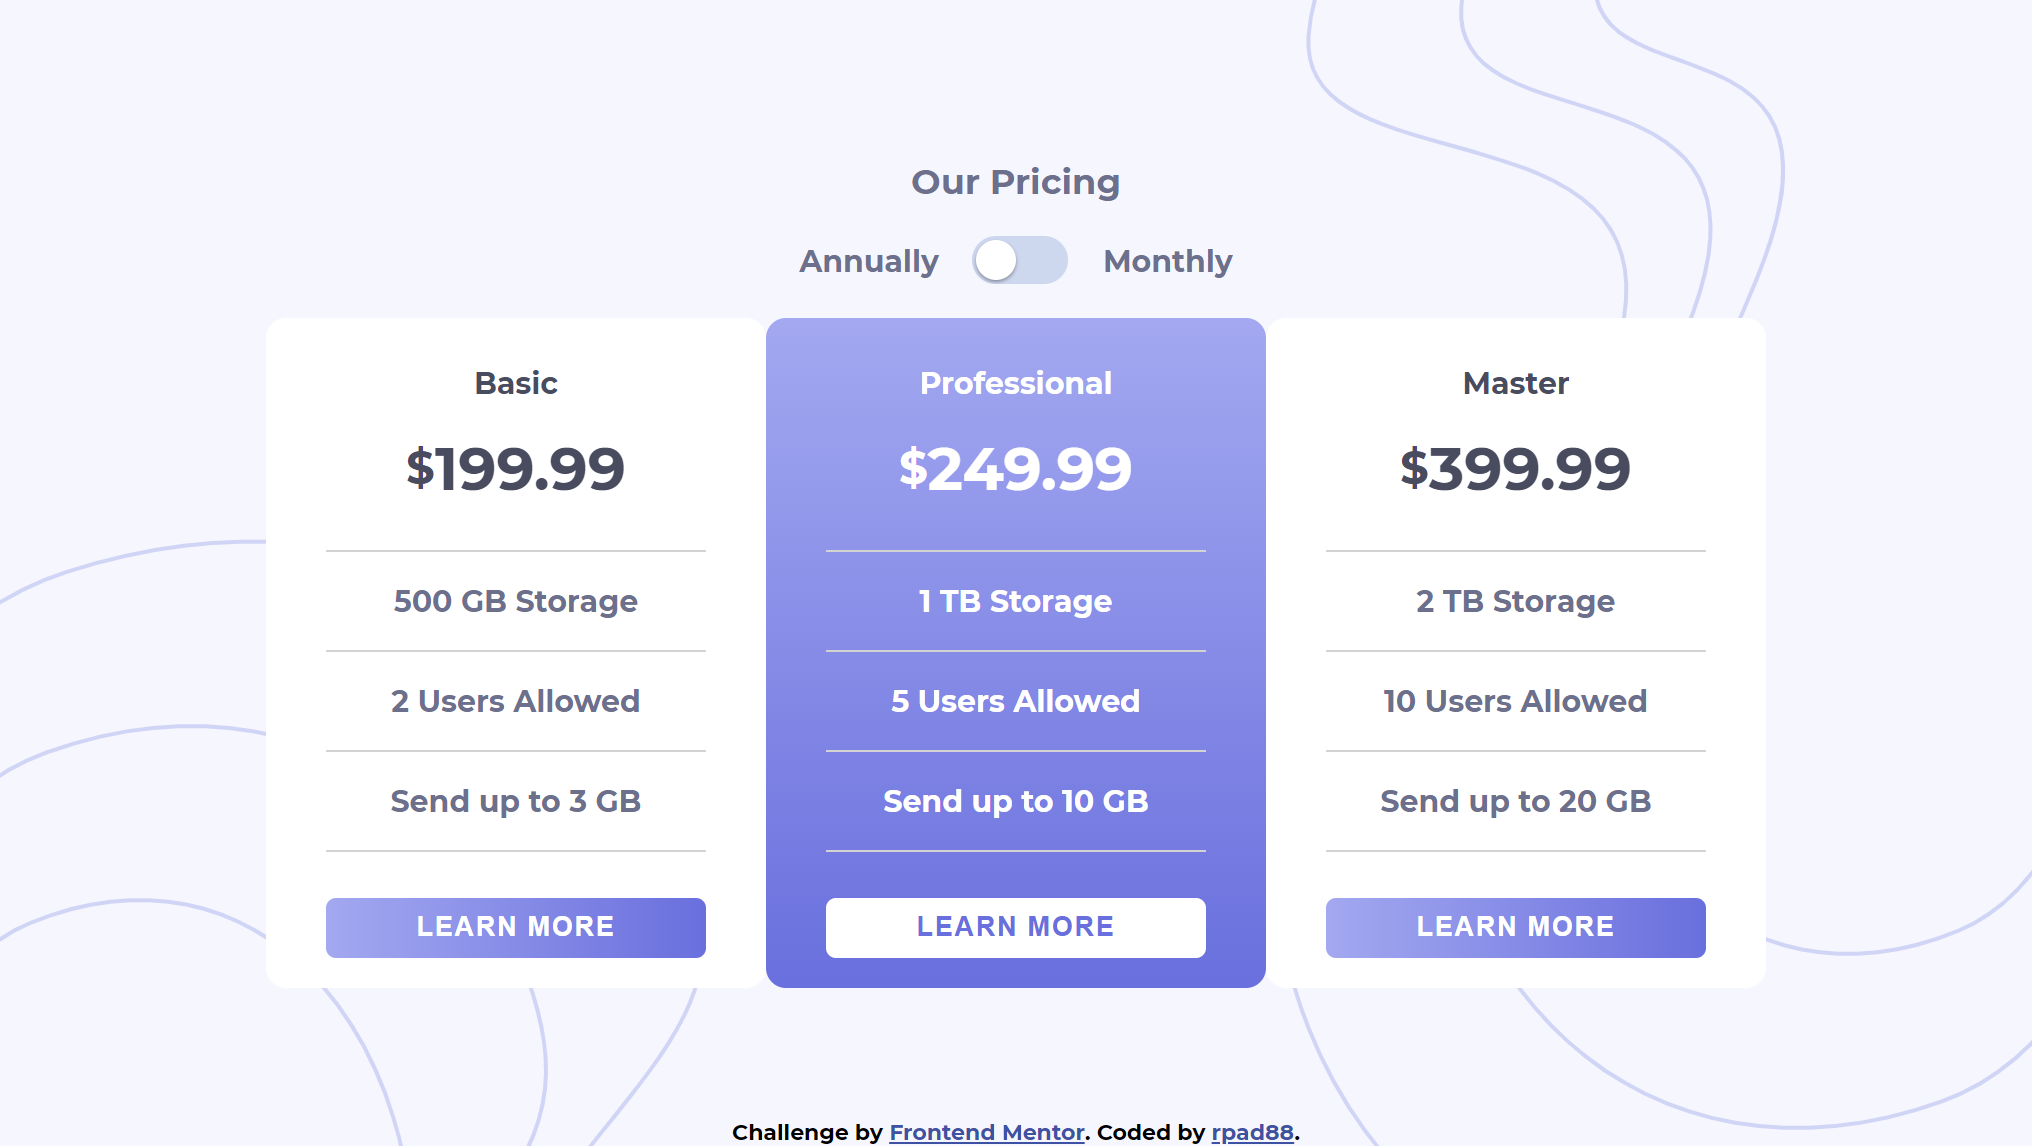 Our Pricing
Annually Monthly
Basic
$199.99
500 GB Storage
2 Users Allowed
Send up to 3 GB
LEARN MORE
Professional
$249.99
1 TB Storage
5 Users Allowed
Send up to 10 GB
LEARN MORE
Master
$399.99
2 TB Storage
10 Users Allowed
Send up to 20 GB
LEARN MORE
Challenge by Frontend Mentor. Coded by rpad88.